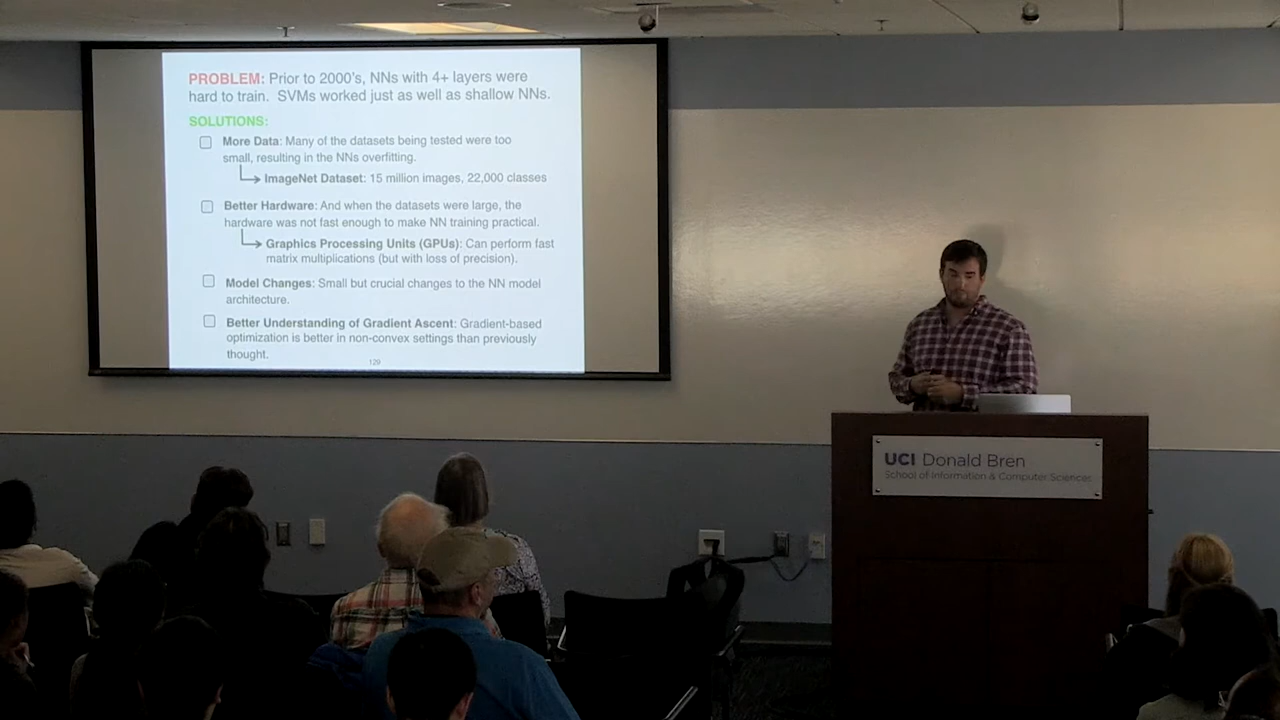 PROBLEM: Prior to 2000's, NNs with 4+ layers were
hard to train. SVMs worked just as well as shallow NNs.
SOLUTIONS:
More Data: Many of the datasets being tested were too
small, resulting in the NNs overfitting.
ImageNet Dataset: 15 million images, 22,000 classes
Better Hardware: And when the datasets were large, the
hardware was not fast enough to make NN training practical.
Graphics Processing Units (GPUs): Can perform fast
matrix multiplications (but with loss of precision).
Model Changes: Small but crucial changes to the NN model
architecture.
Better Understanding of Gradient Ascent: Gradient-based
optimization is better in non-convex settings than previously
thought.
129
UCI Donald Bren
School of Information & Computer Sciences